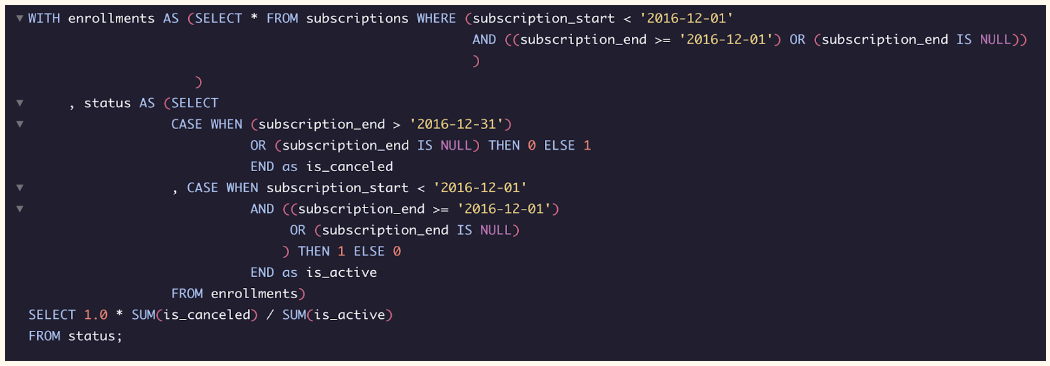 WITH enrollments AS (SELECT * FROM subscriptions WHERE (subscription_start < '2016-12-01'
AND ((subscription_end >= '2016-12-01') OR (subscription_end IS NULL))
)
)
, status AS (SELECT
CASE WHEN (subscription_end > '2016-12-31')
OR (subscription_end IS NULL) THEN 0 ELSE 1
END as is_canceled
, CASE WHEN subscription_start < '2016-12-01'
AND ((subscription_end >= '2016-12-01')
OR (subscription_end IS NULL)
) THEN 1 ELSE 0
END as is_active
FROM enrollments)
SELECT 1.0 * SUM(is_canceled) / SUM(is_active)
FROM status;